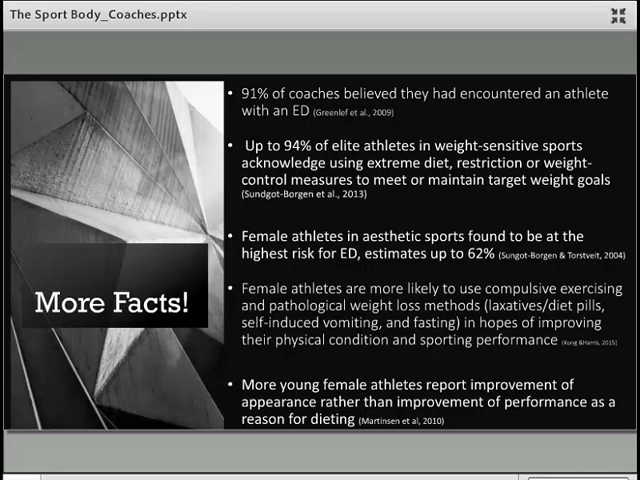 The Sport Body_Coaches.pptx
More Facts!
• 91% of coaches believed they had encountered an athlete
with an ED (Greenlef et al., 2009)
• Up to 94% of elite athletes in weight-sensitive sports
acknowledge using extreme diet, restriction or weight-
control measures to meet or maintain target weight goals
(Sundgot-Borgen et al., 2013)
• Female athletes in aesthetic sports found to be at the
highest risk for ED, estimates up to 62% (Sungot-Borgen & Torstveit, 2004)
• Female athletes are more likely to use compulsive exercising
and pathological weight loss methods (laxatives/diet pills,
self-induced vomiting, and fasting) in hopes of improving
their physical condition and sporting performance (Kong &Harris, 2015)
• More young female athletes report improvement of
appearance rather than improvement of performance as a
reason for dieting (Martinsen et al, 2010)